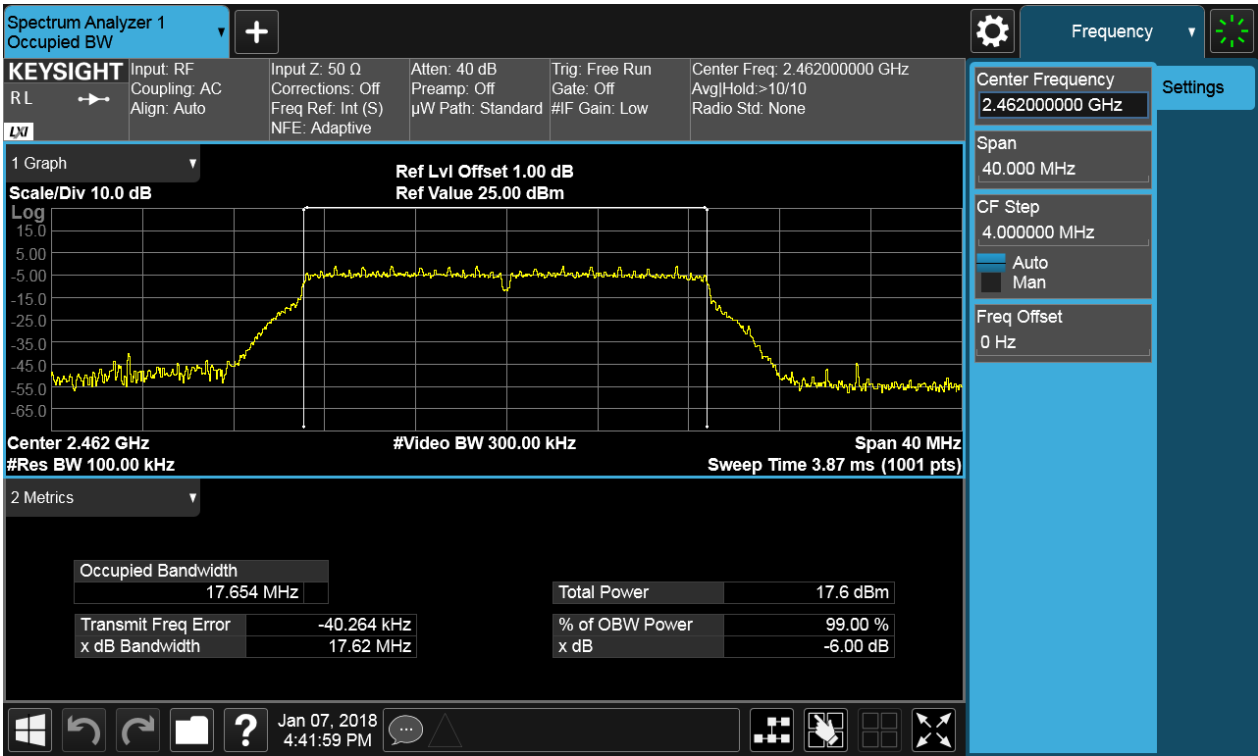 Spectrum Analyzer 1
Occupied BW
+
Frequency
KEYSIGHT
R L
LXI
Input: RF
Coupling: AC
Align: Auto
Input Z: 50 Ω
Corrections: Off
Freq Ref: Int (S)
NFE: Adaptive
Atten: 40 dB
Preamp: Off
µW Path: Standard
Trig: Free Run
Gate: Off
#IF Gain: Low
Center Freq: 2.462000000 GHz
Avg|Hold:>10/10
Radio Std: None
Center Frequency
2.462000000 GHz
Settings
Span
40.000 MHz
CF Step
4.000000 MHz
Auto
Man
Freq Offset
0 Hz
1 Graph
Scale/Div 10.0 dB
Ref Lvl Offset 1.00 dB
Ref Value 25.00 dBm
Log
15.0
5.00
-5.00
-15.0
-25.0
-35.0
-45.0
-55.0
-65.0
Center 2.462 GHz
#Video BW 300.00 kHz
Span 40 MHz
#Res BW 100.00 kHz
Sweep Time 3.87 ms (1001 pts)
2 Metrics
Occupied Bandwidth
17.654 MHz
Total Power 17.6 dBm
Transmit Freq Error -40.264 kHz
% of OBW Power 99.00 %
x dB Bandwidth 17.62 MHz
x dB -6.00 dB
?
Jan 07, 2018
4:41:59 PM